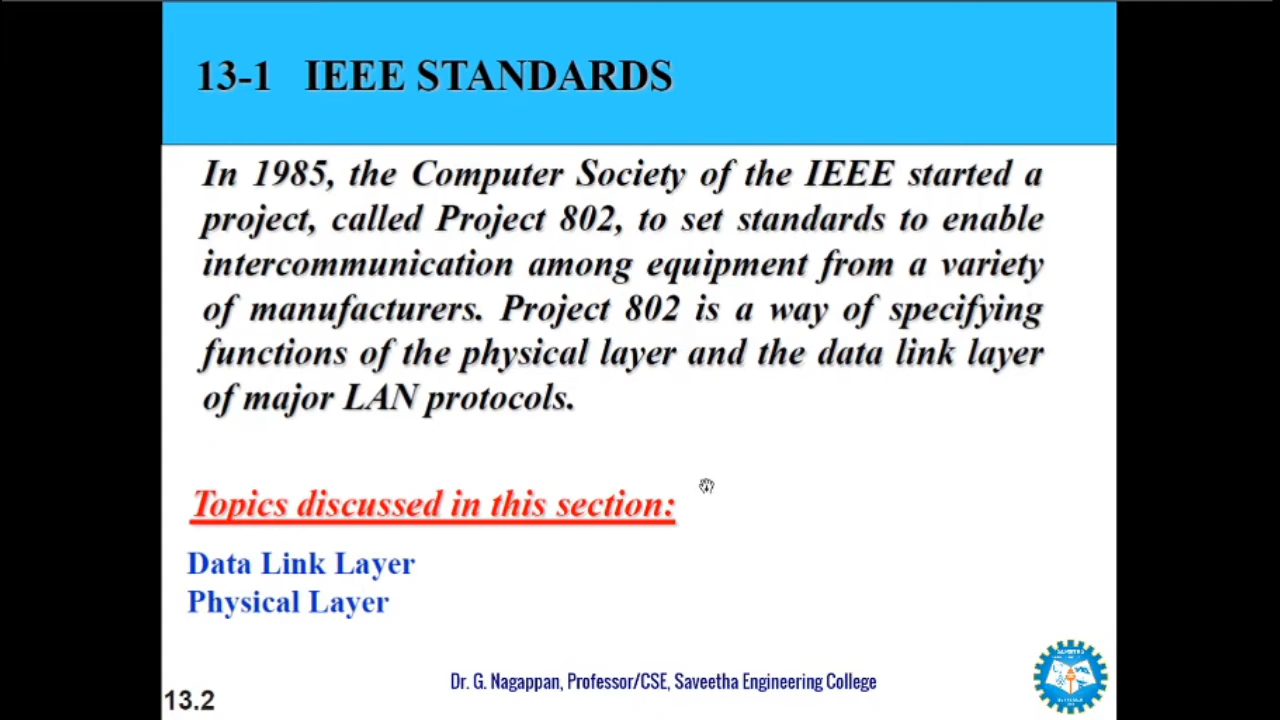 13-1 IEEE STANDARDS
In 1985, the Computer Society of the IEEE started a
project, called Project 802, to set standards to enable
intercommunication among equipment from a variety
of manufacturers. Project 802 is a way of specifying
functions of the physical layer and the data link layer
of major LAN protocols.
Topics discussed in this section:
Data Link Layer
Physical Layer
Dr. G. Nagappan, Professor/CSE, Saveetha Engineering College
SAVEETHA
13.2